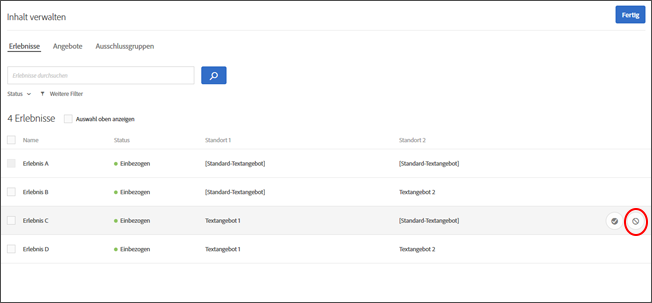 Inhalt verwalten
Fertig
Erlebnisse Angebote Ausschlussgruppen
Erlebnisse durchsuchen
Status Weitere Filter
4 Erlebnisse Auswahl oben anzeigen
Name Status Standort 1 Standort 2
Erlebnis A Einbezogen [Standard-Textangebot] [Standard-Textangebot]
Erlebnis B Einbezogen [Standard-Textangebot] Textangebot 2
Erlebnis C Einbezogen Textangebot 1 [Standard-Textangebot]
Erlebnis D Einbezogen Textangebot 1 Textangebot 2